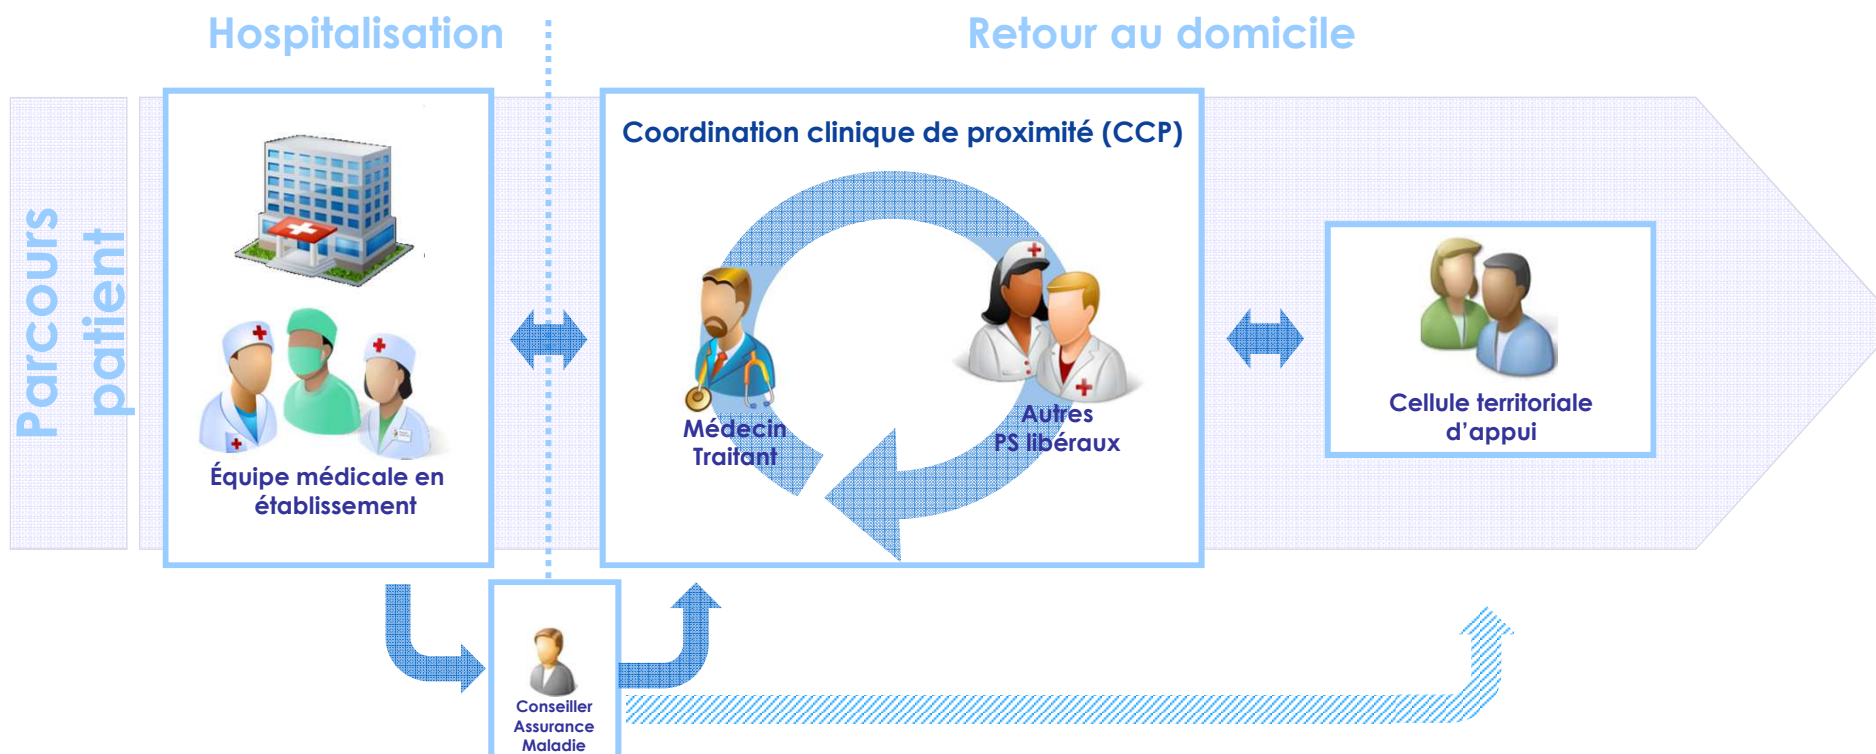 Hospitalisation
Retour au domicile
Parcours
patient
Équipe médicale en
établissement
Coordination clinique de proximité (CCP)
Médecin
Traitant
Autres
PS libéraux
Cellule territoriale
d’appui
Conseiller
Assurance
Maladie